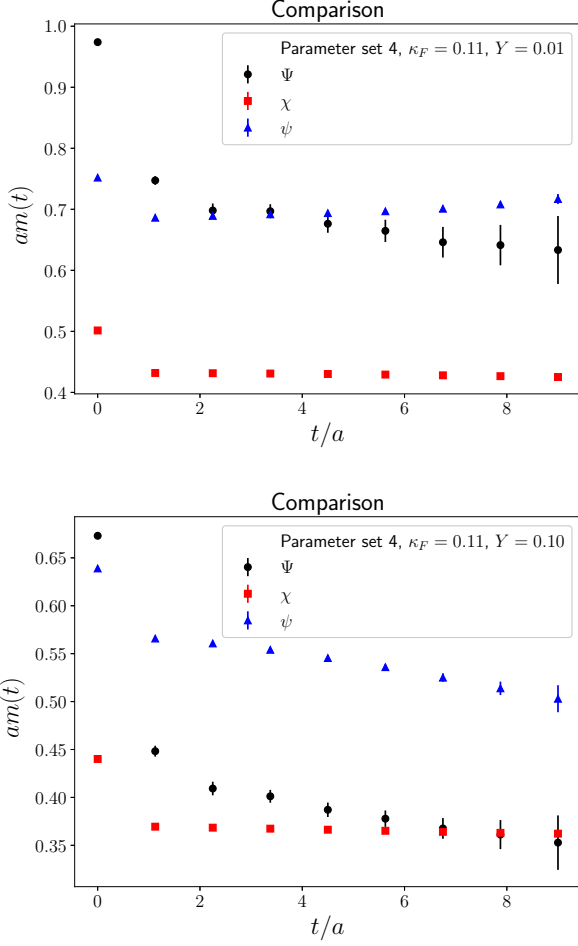 Comparison
1.0
0.9
0.8
0.7
0.6
0.5
0.4
am(t)
Parameter set 4, κ_F = 0.11, Y = 0.01
Ψ
χ
ψ
0 2 4 6 8
t/a
Comparison
0.65
0.60
0.55
0.50
0.45
0.40
0.35
am(t)
Parameter set 4, κ_F = 0.11, Y = 0.10
Ψ
χ
ψ
0 2 4 6 8
t/a